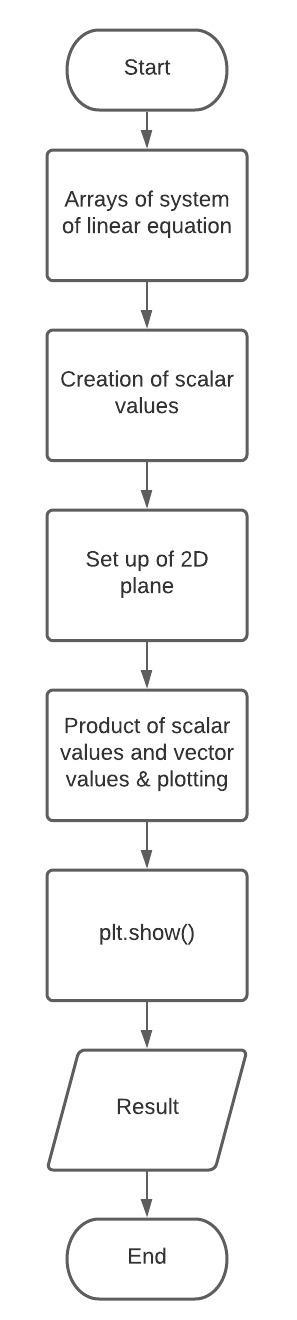 Start
Arrays of system
of linear equation
Creation of scalar
values
Set up of 2D
plane
Product of scalar
values and vector
values & plotting
plt.show()
Result
End